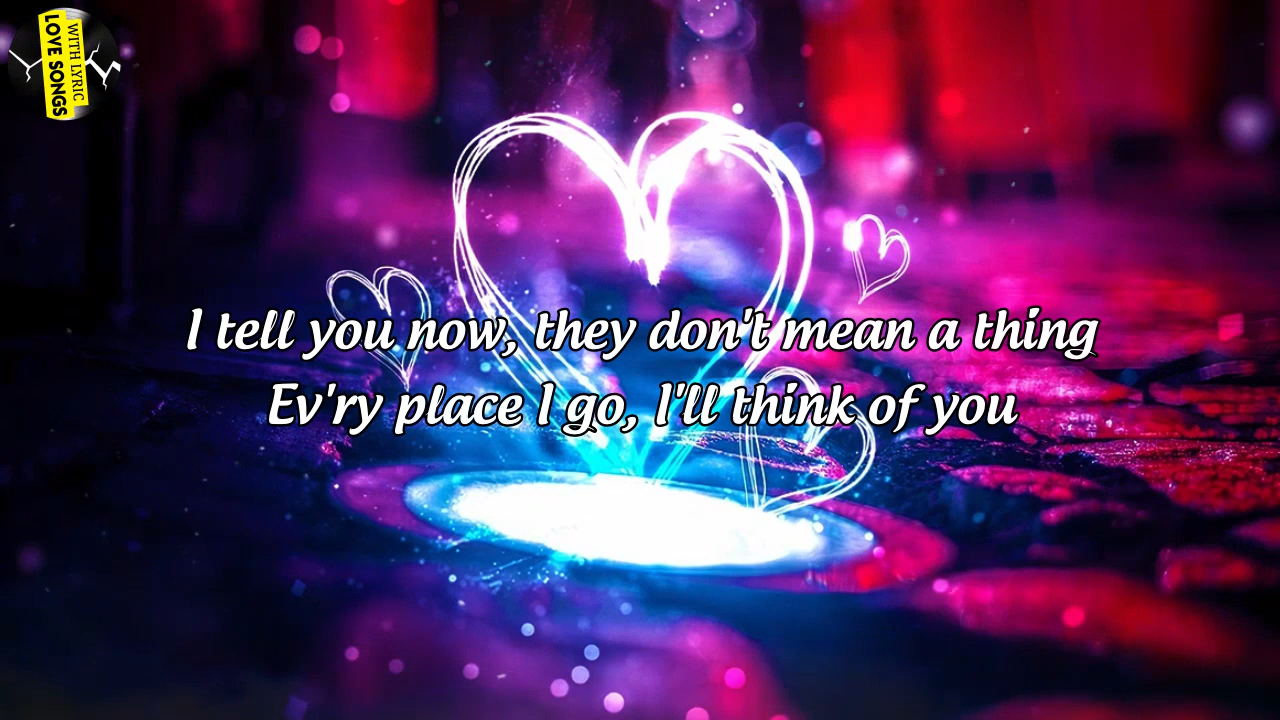 WITH LYRIC
LOVE SONGS
I tell you now, they don't mean a thing
Ev'ry place I go, I'll think of you